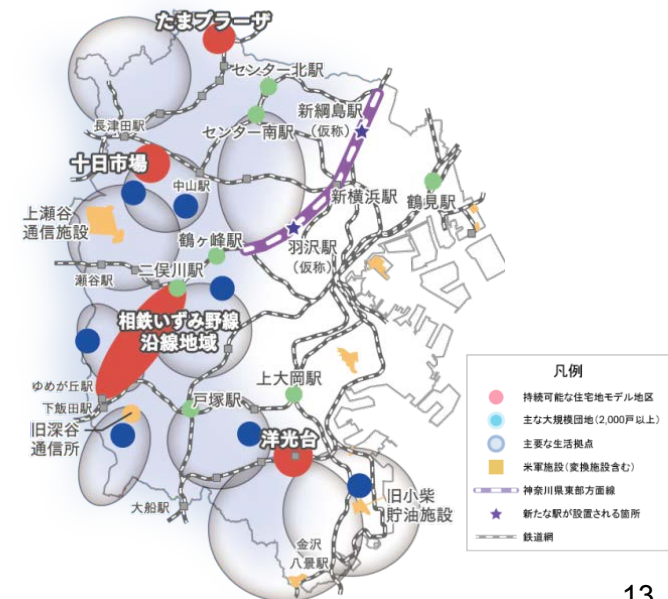 たまプラーザ
センター北駅
新綱島駅
(仮称)
センター南駅
長津田駅
十日市場
中山駅
新横浜駅
鶴見駅
上瀬谷
通信施設
鶴ヶ峰駅
羽沢駅
(仮称)
二俣川駅
瀬谷駅
相鉄いずみ野線
沿線地域
ゆめが丘駅
下飯田駅
上大岡駅
戸塚駅
旧深谷
通信所
洋光台
大船駅
旧小柴
貯油施設
金沢
八景駅
凡例
持続可能な住宅地モデル地区
主な大規模団地(2,000戸以上)
主要な生活拠点
米軍施設(変換施設含む)
神奈川県東部方面線
新たな駅が設置される箇所
鉄道網
13